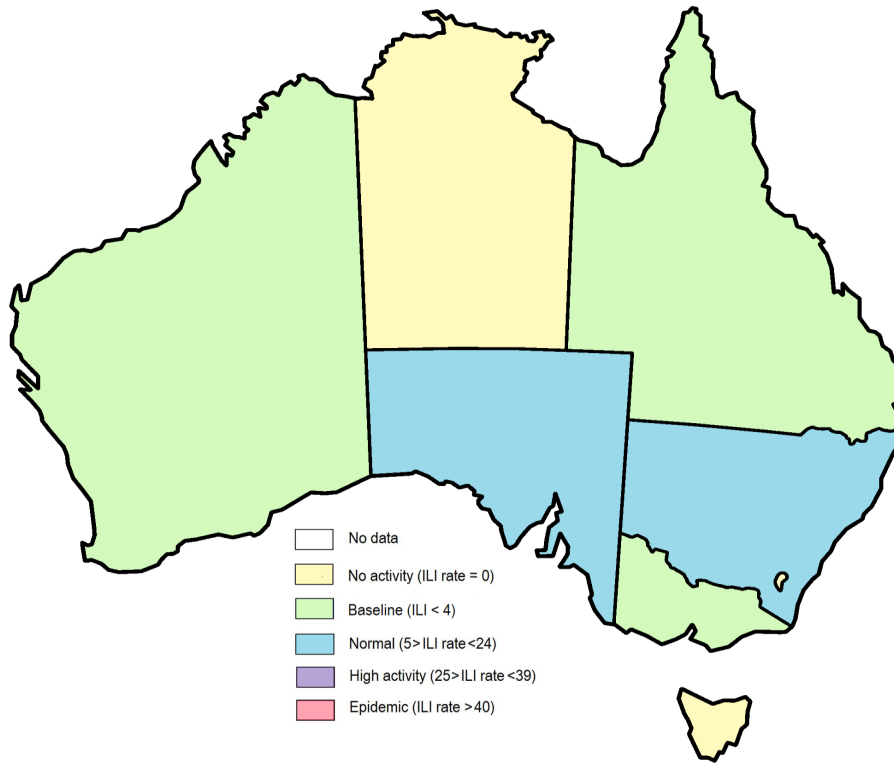 No data
No activity (ILI rate = 0)
Baseline (ILI < 4)
Normal (5>ILI rate<24)
High activity (25>ILI rate<39)
Epidemic (ILI rate >40)